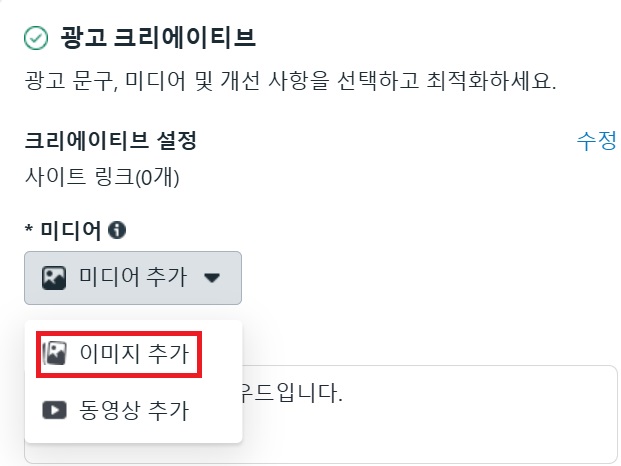 광고 크리에이티브
광고 문구, 미디어 및 개선 사항을 선택하고 최적화하세요.
크리에이티브 설정 수정
사이트 링크(0개)
* 미디어
미디어 추가
이미지 추가
우드입니다.
동영상 추가